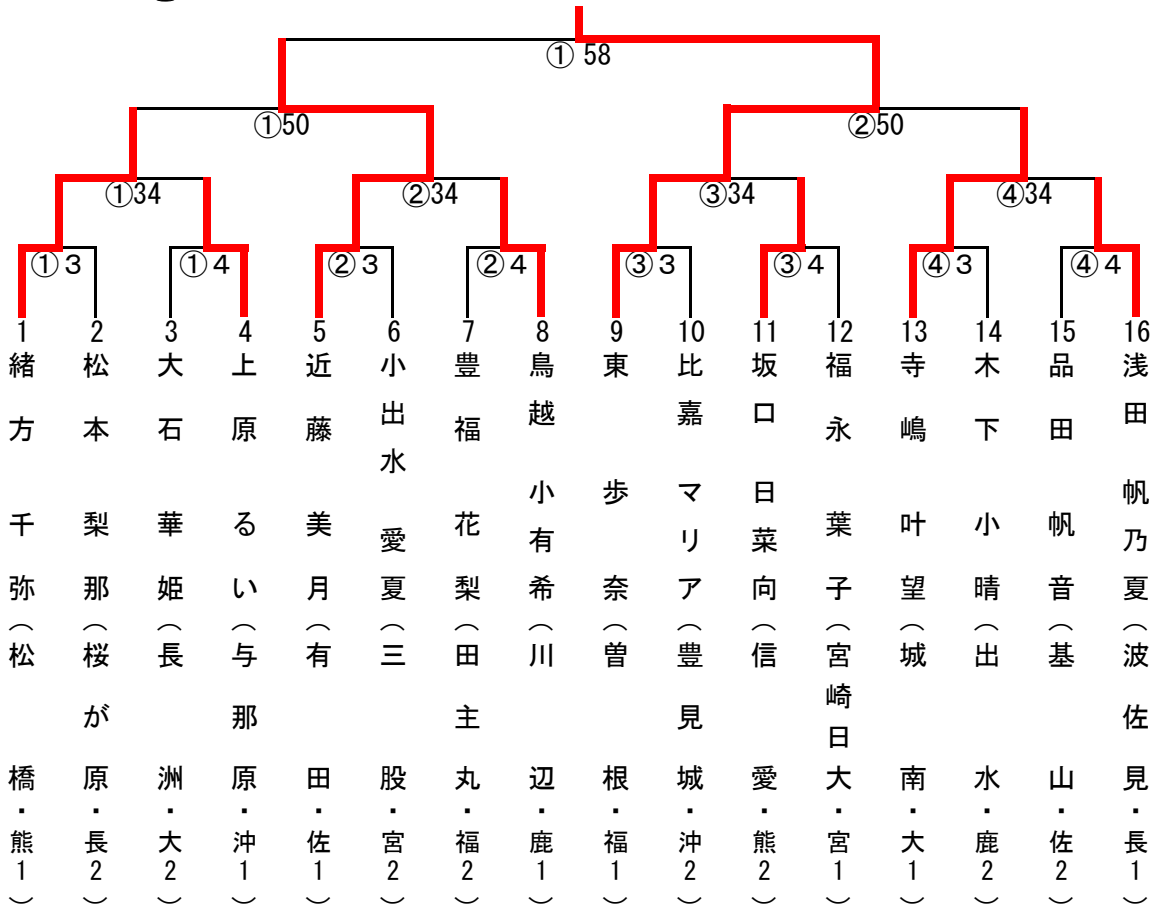 ① 58
①50
②50
①34
②34
③34
④34
①3
①4
②3
②4
③3
③4
④3
④4
1 緒方 千弥(松橋・熊1)
2 松本 梨那(桜が原・長2)
3 大石 華姫(長洲・大2)
4 上原 るい(与那原・沖1)
5 近藤 美月(有田・佐1)
6 小出水 愛夏(三股・宮2)
7 豊福 花梨(田主丸・福2)
8 鳥越 小有希(川辺・鹿1)
9 東 歩奈(曽根・福1)
10 比嘉 マリア(豊見城・沖2)
11 坂口 日菜向(信愛・熊2)
12 福永 葉子(宮崎日大・宮1)
13 寺嶋 叶望(城南・大1)
14 木下 小晴(出水・鹿2)
15 品田 帆音(基山・佐2)
16 浅田 帆乃夏(波佐見・長1)